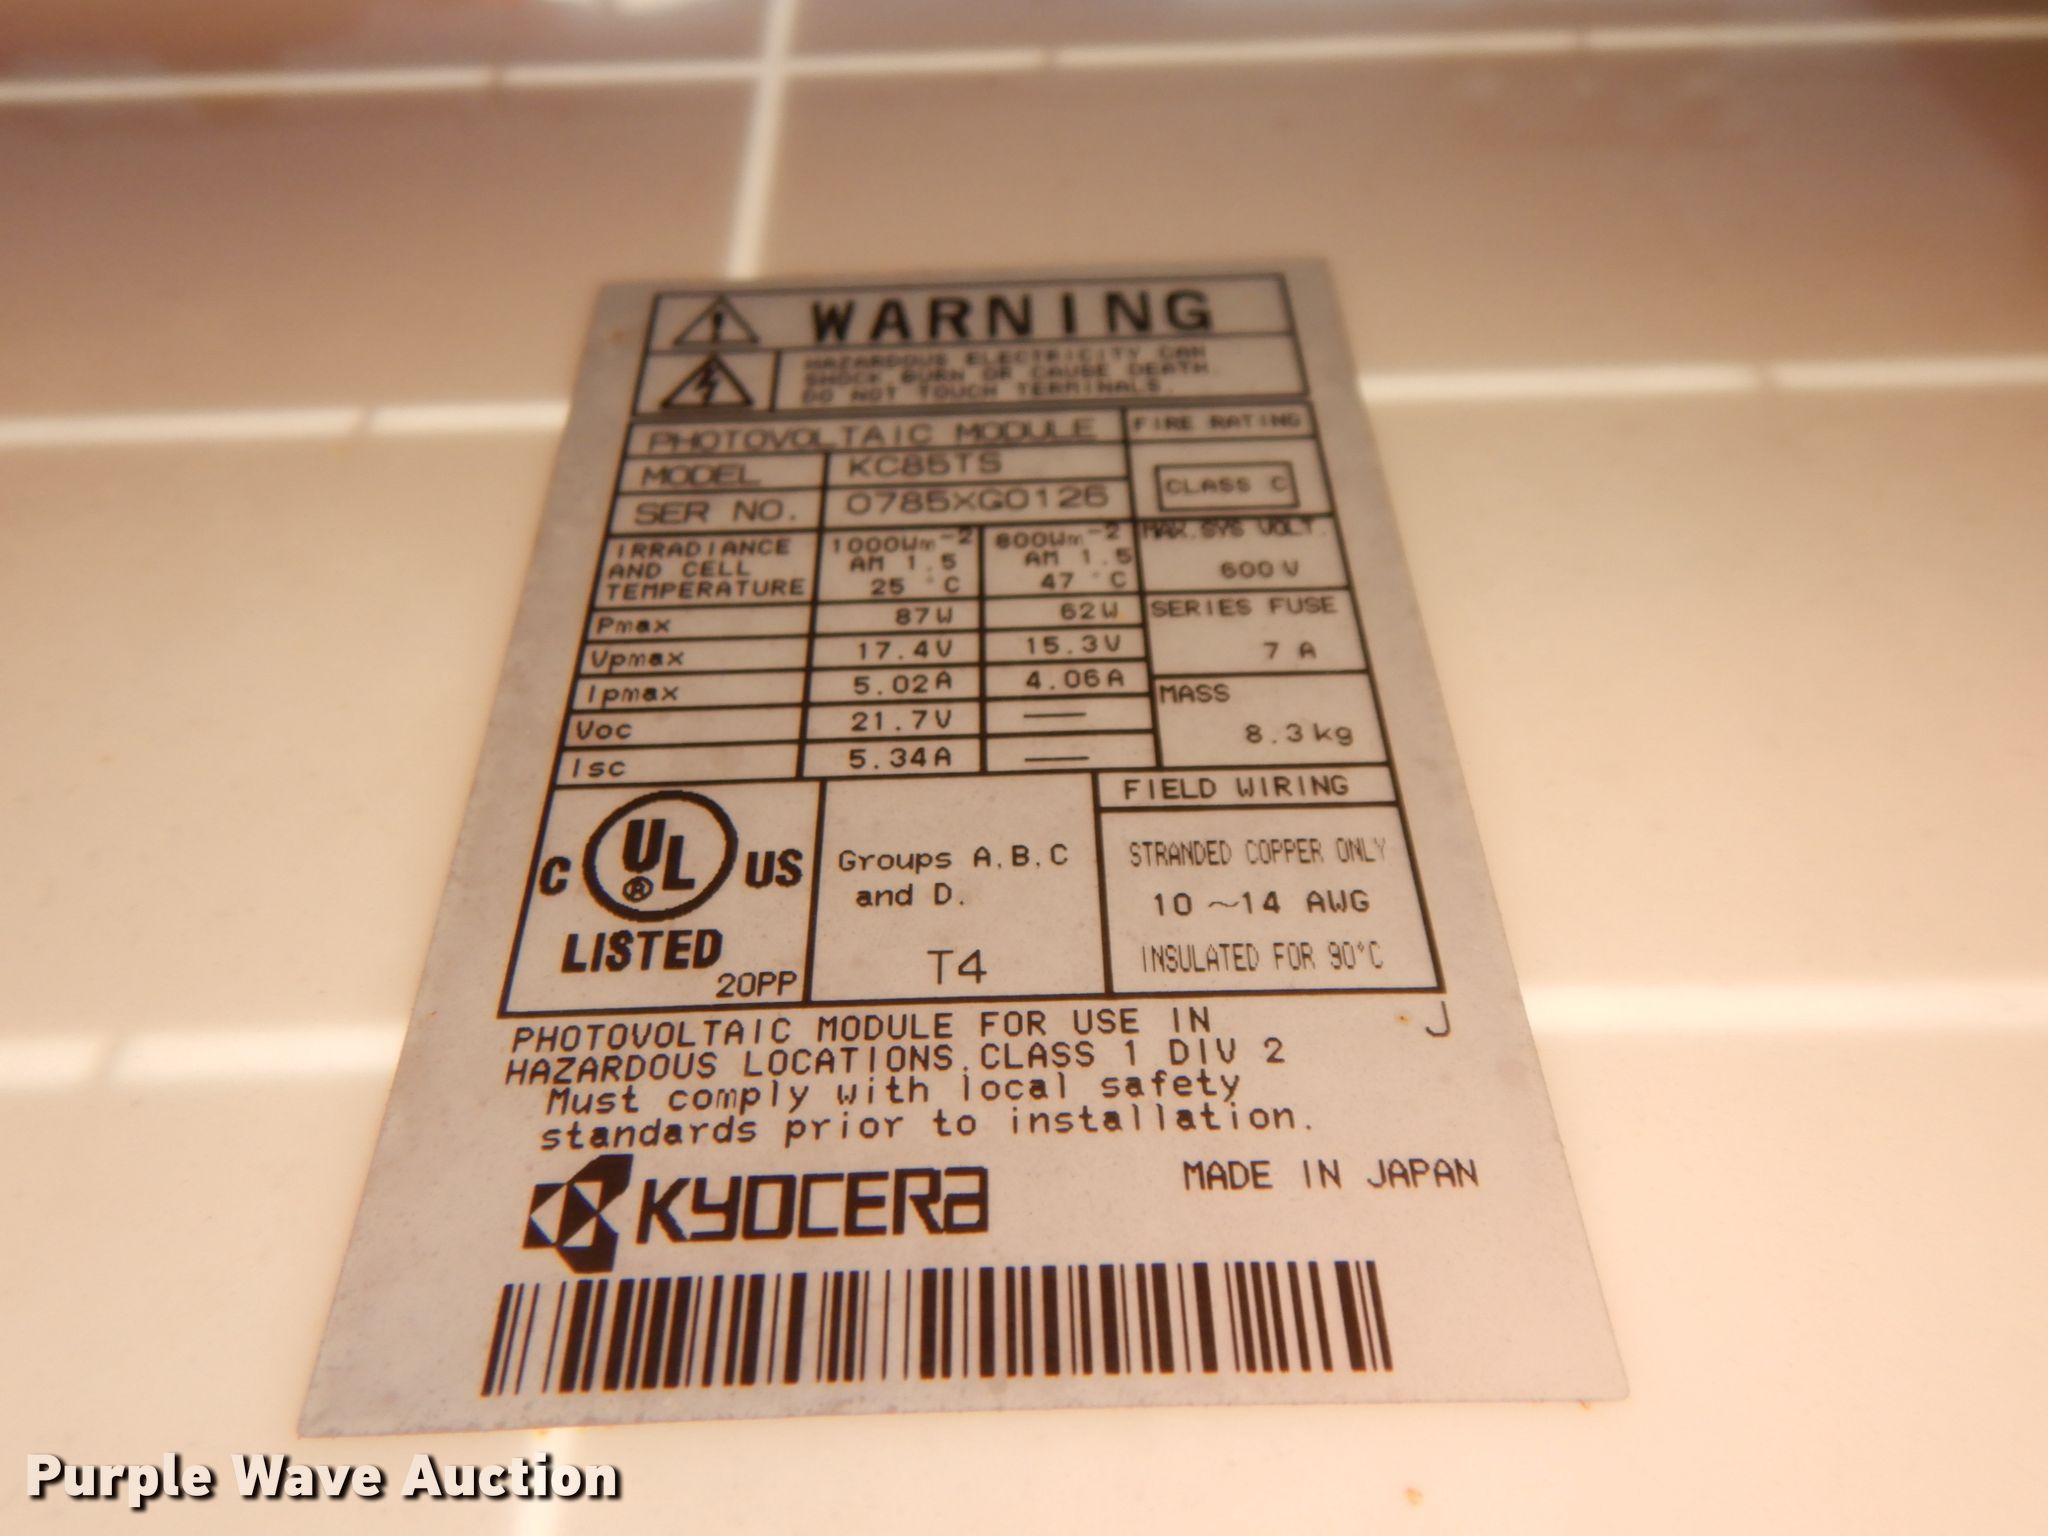 WARNING
HAZARDOUS ELECTRICITY CAN
SHOCK, BURN OR CAUSE DEATH.
DO NOT TOUCH TERMINALS.
PHOTOVOLTAIC MODULE
FIRE RATING
MODEL KC85TS
CLASS C
SER NO. 0785XG0126
IRRADIANCE
AND CELL
TEMPERATURE
1000Wm-2
AM 1.5
25 °C
800Wm-2
AM 1.5
47 °C
MAX.SYS VOLT.
600V
Pmax 87W 62W
Vpmax 17.4V 15.3V
Ipmax 5.02A 4.06A
Voc 21.7V —
Isc 5.34A —
SERIES FUSE
7 A
MASS
8.3kg
C UL® US
LISTED
20PP
Groups A,B,C
and D.
T4
FIELD WIRING
STRANDED COPPER ONLY
10 ~14 AWG
INSULATED FOR 90°C
PHOTOVOLTAIC MODULE FOR USE IN
HAZARDOUS LOCATIONS,CLASS 1 DIV 2
J
Must comply with local safety
standards prior to installation.
KYOCERA
MADE IN JAPAN
Purple Wave Auction